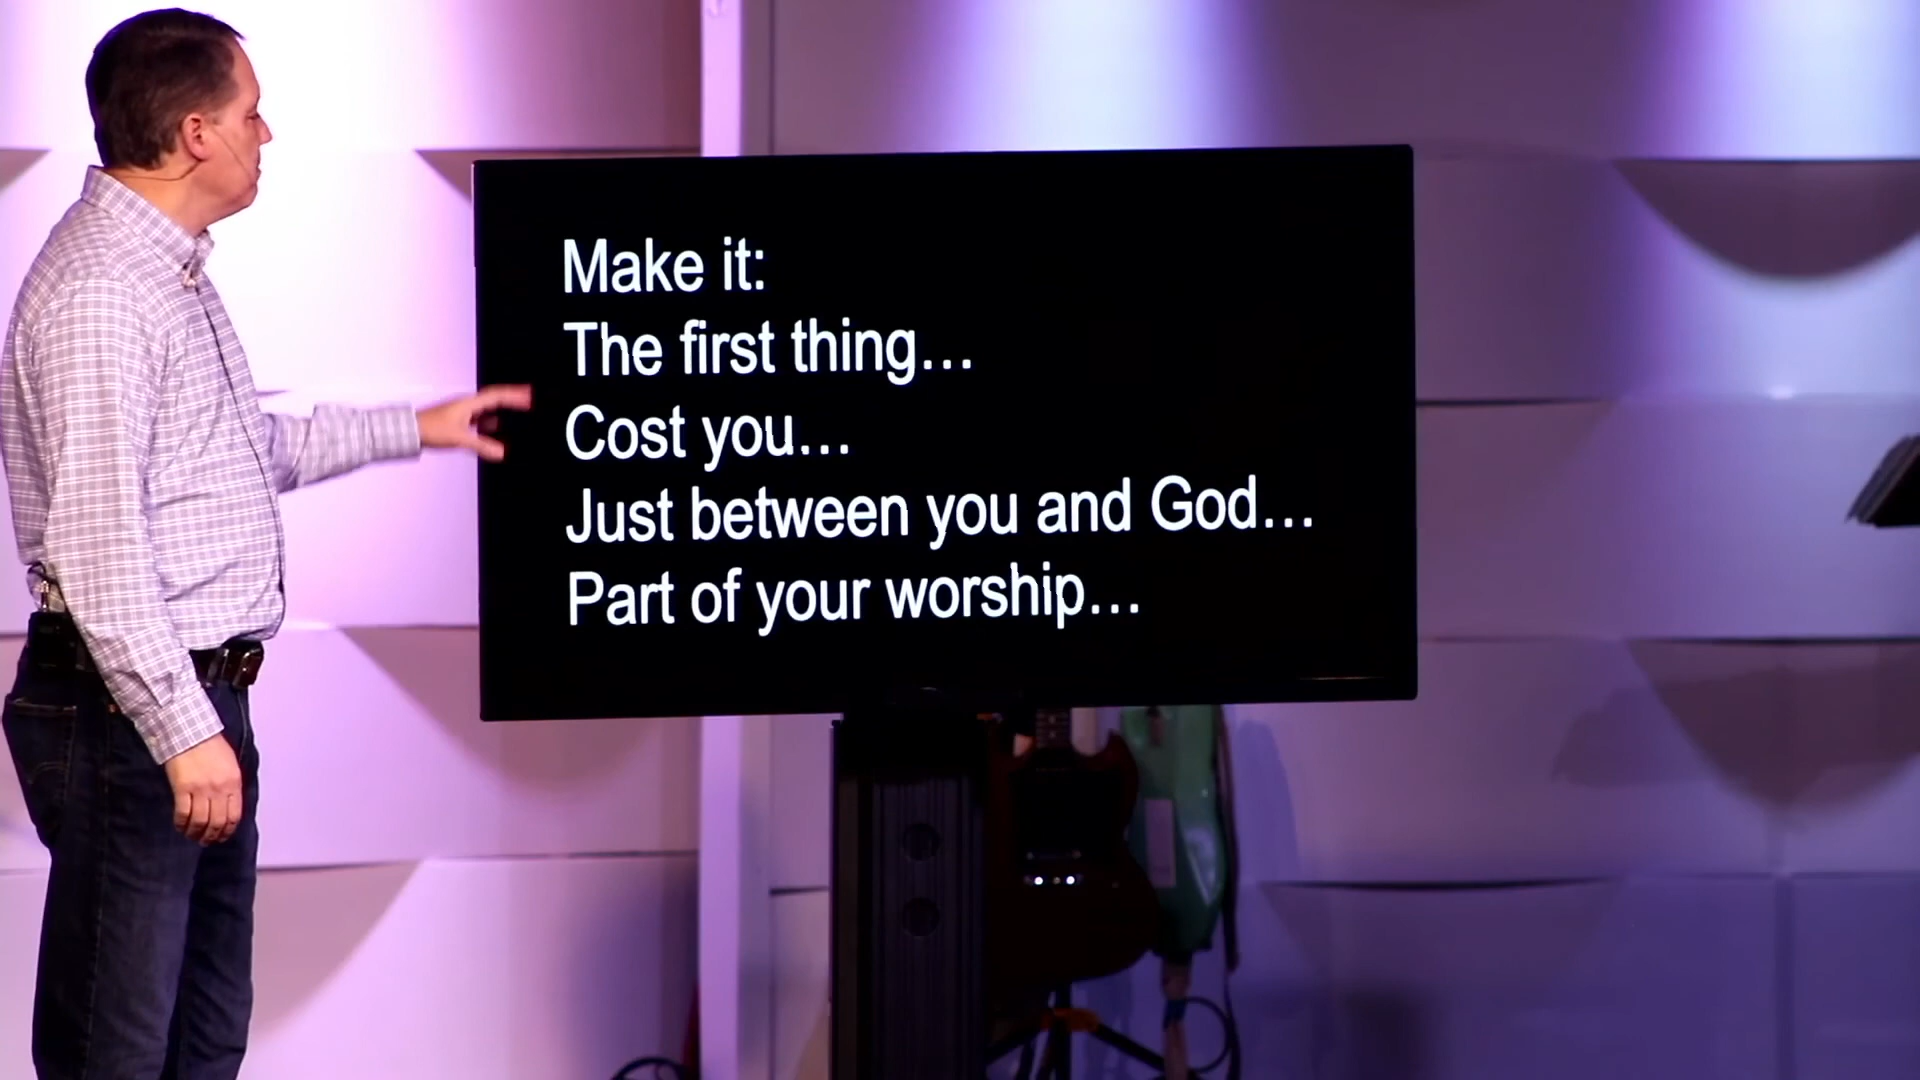 Make it:
The first thing…
Cost you…
Just between you and God…
Part of your worship…